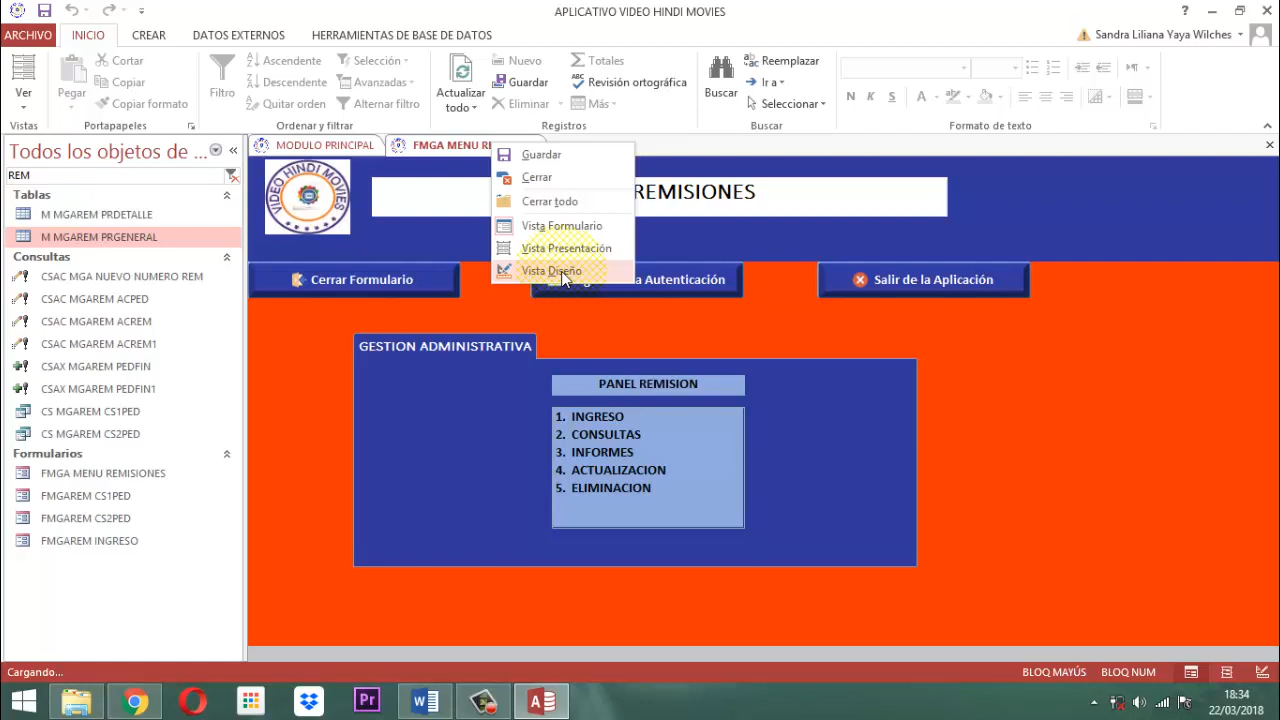 APLICATIVO VIDEO HINDI MOVIES
ARCHIVO INICIO CREAR DATOS EXTERNOS HERRAMIENTAS DE BASE DE DATOS
Sandra Liliana Yaya Wilches
Ver
Pegar
Cortar
Copiar
Copiar formato
Filtro
Ascendente
Descendente
Quitar orden
Selección
Avanzadas
Alternar filtro
Actualizar
todo
Nuevo
Guardar
Eliminar
Totales
Revisión ortográfica
Más
Buscar
Reemplazar
Ir a
Seleccionar
N K S A
Vistas Portapapeles Ordenar y filtrar Registros Buscar Formato de texto
Todos los objetos de ...
REM
Tablas
M MGAREM PRDETALLE
M MGAREM PRGENERAL
Consultas
CSAC MGA NUEVO NUMERO REM
CSAC MGAREM ACPED
CSAC MGAREM ACREM
CSAC MGAREM ACREM1
CSAX MGAREM PEDFIN
CSAX MGAREM PEDFIN1
CS MGAREM CS1PED
CS MGAREM CS2PED
Formularios
FMGA MENU REMISIONES
FMGAREM CS1PED
FMGAREM CS2PED
FMGAREM INGRESO
MODULO PRINCIPAL
FMGA MENU RE
VIDEO HINDI MOVIES
REMISIONES
Guardar
Cerrar
Cerrar todo
Vista Formulario
Vista Presentación
Vista Diseño
Cerrar Formulario
Autenticación
Salir de la Aplicación
GESTION ADMINISTRATIVA
PANEL REMISION
1. INGRESO
2. CONSULTAS
3. INFORMES
4. ACTUALIZACION
5. ELIMINACION
Cargando...
BLOQ MAYÚS BLOQ NUM
Pr
18:34
22/03/2018